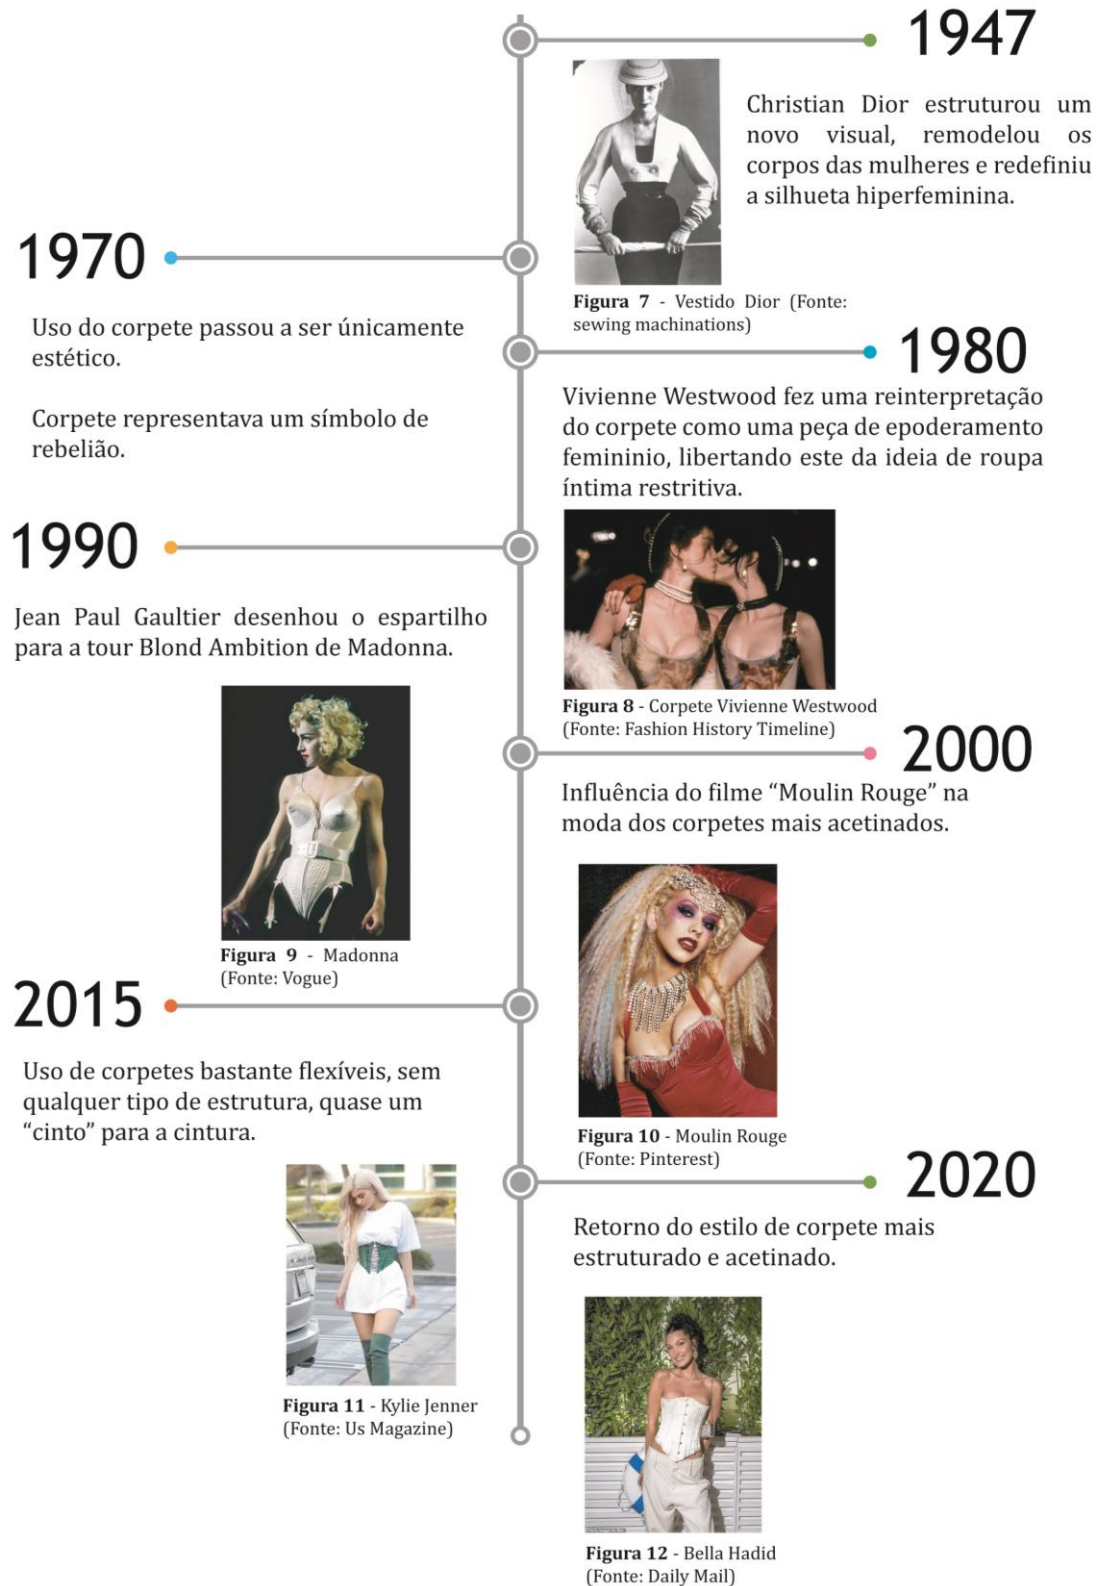 1947
Christian Dior estruturou um
novo visual, remodelou os
corpos das mulheres e redefiniu
a silhueta hiperfeminina.
Figura 7 - Vestido Dior (Fonte:
sewing machinations)
1970
Uso do corpete passou a ser únicamente
estético.
Corpete representava um símbolo de
rebelião.
1980
Vivienne Westwood fez uma reinterpretação
do corpete como uma peça de epoderamento
femininio, libertando este da ideia de roupa
íntima restritiva.
Figura 8 - Corpete Vivienne Westwood
(Fonte: Fashion History Timeline)
1990
Jean Paul Gaultier desenhou o espartilho
para a tour Blond Ambition de Madonna.
Figura 9 - Madonna
(Fonte: Vogue)
2000
Influência do filme “Moulin Rouge” na
moda dos corpetes mais acetinados.
Figura 10 - Moulin Rouge
(Fonte: Pinterest)
2015
Uso de corpetes bastante flexíveis, sem
qualquer tipo de estrutura, quase um
“cinto” para a cintura.
Figura 11 - Kylie Jenner
(Fonte: Us Magazine)
2020
Retorno do estilo de corpete mais
estruturado e acetinado.
Figura 12 - Bella Hadid
(Fonte: Daily Mail)